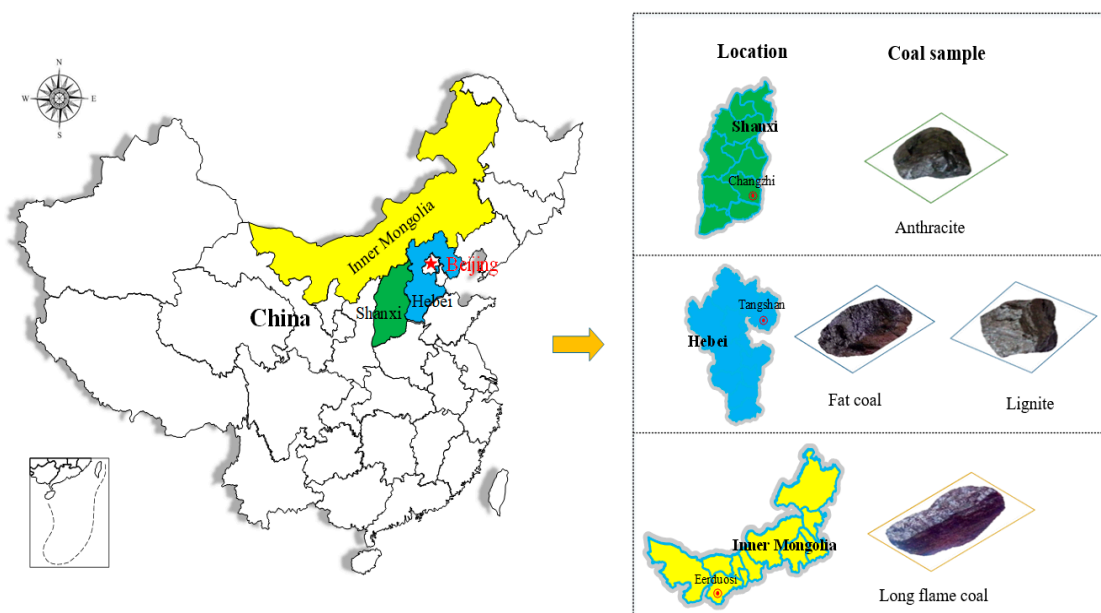 N
W
E
S
Inner Mongolia
Beijing
Hebei
Shanxi
China
Location
Coal sample
Shanxi
Changzhi
Anthracite
Tangshan
Hebei
Fat coal
Lignite
Inner Mongolia
Eerduosi
Long flame coal